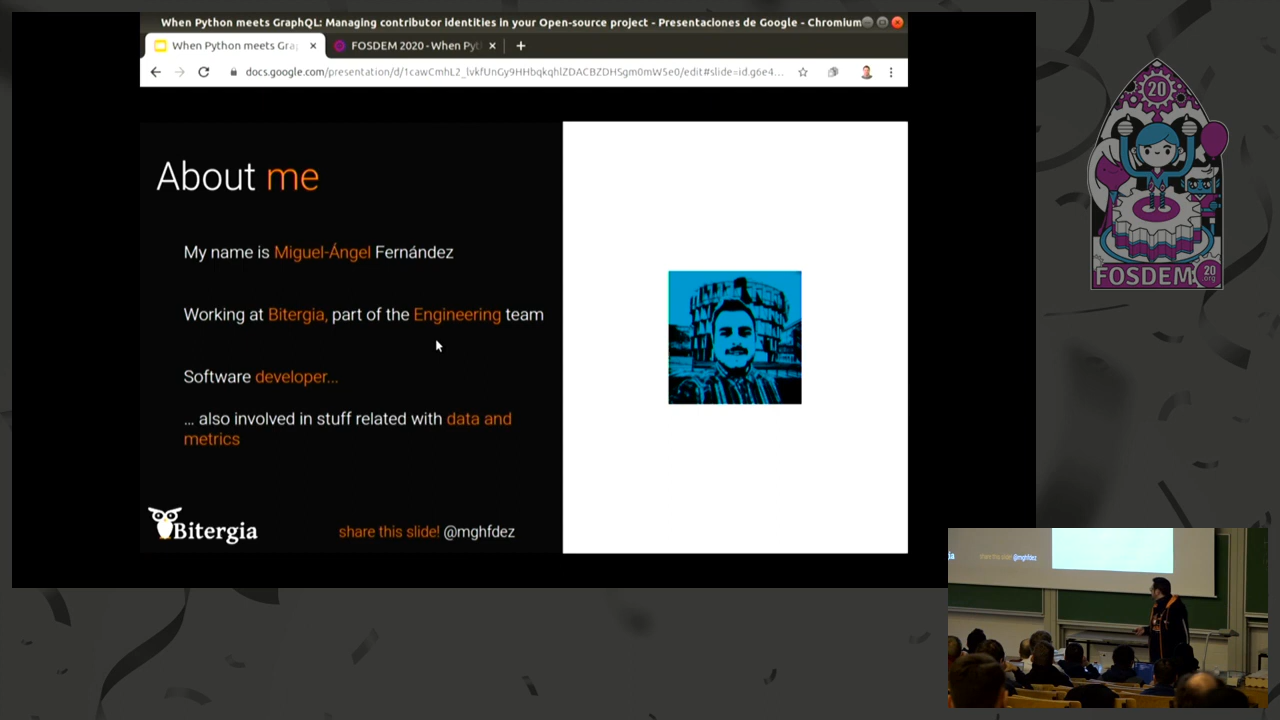 When Python meets GraphQL: Managing contributor identities in your Open-source project - Presentaciones de Google - Chromium
When Python meets Gra
FOSDEM 2020 - When Pyt
docs.google.com/presentation/d/1cawCmhL2_lvkfUnGy9HHbqkqhlZDACBZDHSgm0mW5e0/edit#slide=id.g6e4...
About me
My name is Miguel-Ángel Fernández
Working at Bitergia, part of the Engineering team
Software developer...
... also involved in stuff related with data and
metrics
Bitergia
share this slide! @mghfdez
20
FOSDEM
20
.org
share this slide! @mghfdez